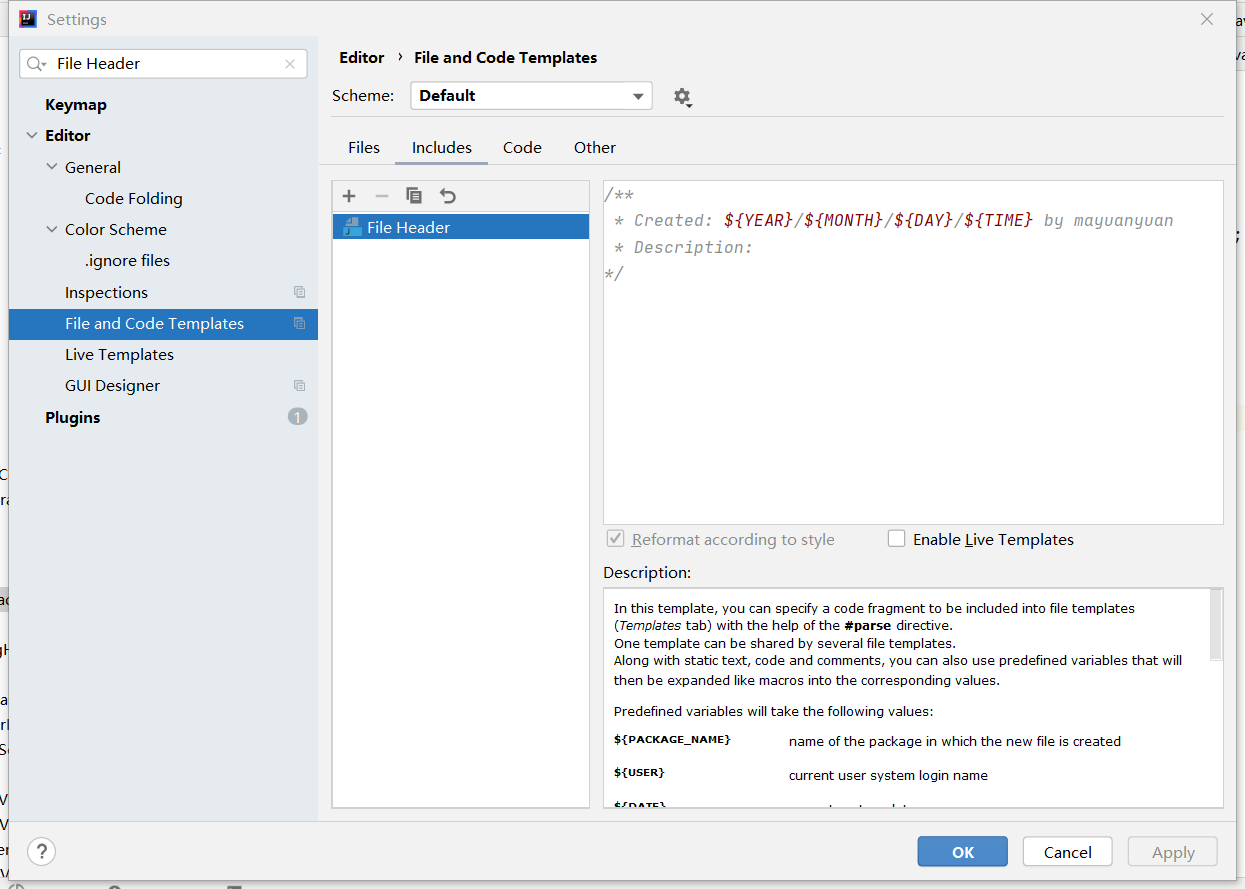 Settings
File Header
Keymap
Editor
General
Code Folding
Color Scheme
.ignore files
Inspections
File and Code Templates
Live Templates
GUI Designer
Plugins
1
Editor › File and Code Templates
Scheme: Default
Files Includes Code Other
File Header
/**
* Created: ${YEAR}/${MONTH}/${DAY}/${TIME} by mayuanyuan
* Description:
*/
Reformat according to style Enable Live Templates
Description:
In this template, you can specify a code fragment to be included into file templates
(Templates tab) with the help of the #parse directive.
One template can be shared by several file templates.
Along with static text, code and comments, you can also use predefined variables that will
then be expanded like macros into the corresponding values.
Predefined variables will take the following values:
${PACKAGE_NAME} name of the package in which the new file is created
${USER} current user system login name
${DATE}
? OK Cancel Apply